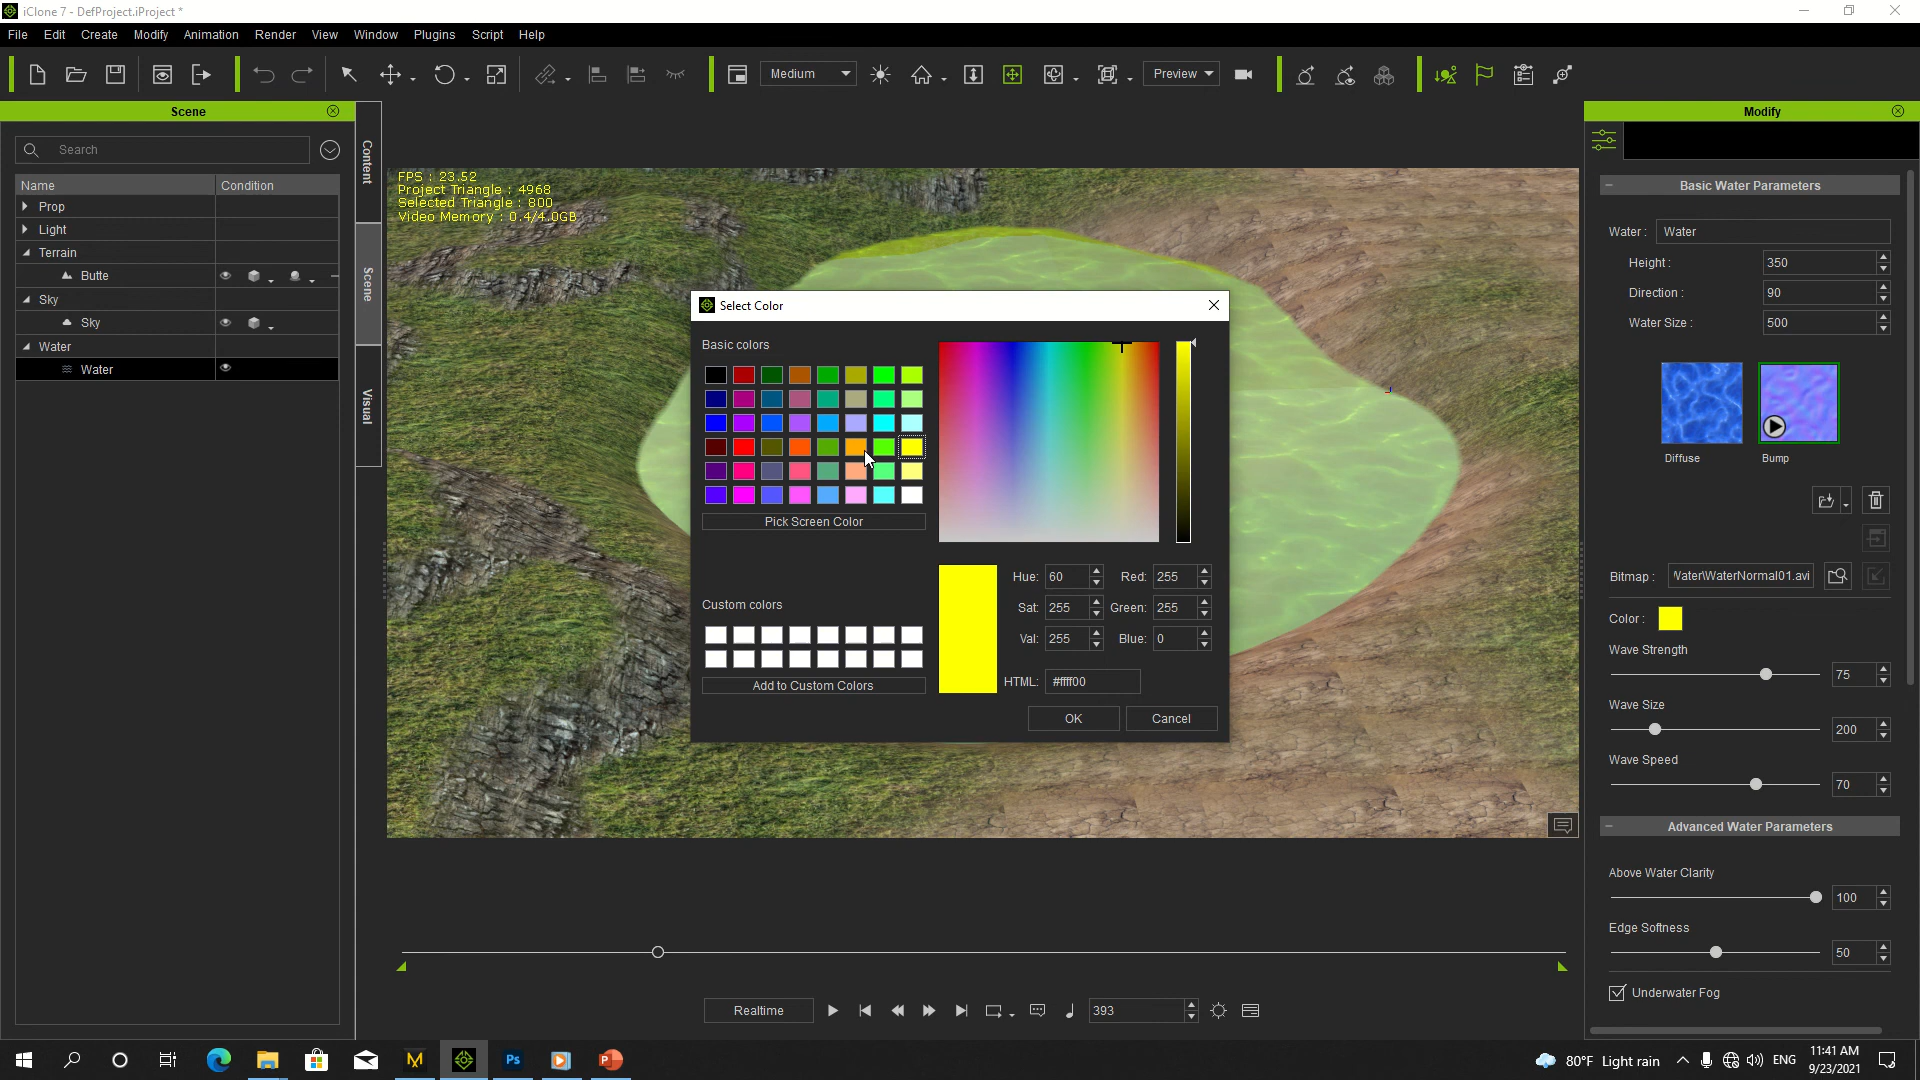 iClone 7 - DefProject.iProject *
File Edit Create Modify Animation Render View Window Plugins Script Help
Medium Preview
Scene
Modify
Search
Content
Scene
Visual
Name Condition
Prop
Light
Terrain
Butte
Sky
Sky
Water
Water
FPS : 23.52
Project Triangle : 4968
Selected Triangle : 800
Video Memory : 0.4/4.0GB
Select Color
Basic colors
Pick Screen Color
Custom colors
Add to Custom Colors
Hue: 60 Red: 255
Sat: 255 Green: 255
Val: 255 Blue: 0
HTML: #ffff00
OK Cancel
Basic Water Parameters
Water : Water
Height : 350
Direction : 90
Water Size : 500
Diffuse Bump
Bitmap : Water\WaterNormal01.avi
Color :
Wave Strength
75
Wave Size
200
Wave Speed
70
Advanced Water Parameters
Above Water Clarity
100
Edge Softness
50
Underwater Fog
Realtime 393
Ps
80°F Light rain ENG 11:41 AM
9/23/2021